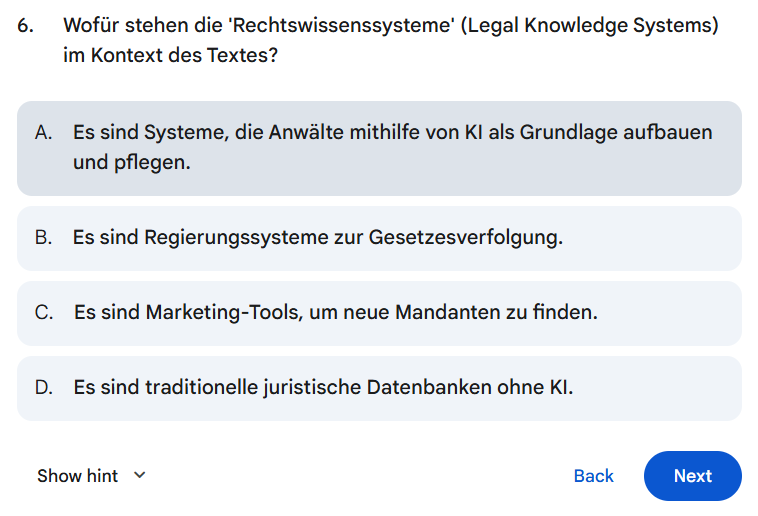 6. Wofür stehen die 'Rechtswissenssysteme' (Legal Knowledge Systems)
im Kontext des Textes?
A. Es sind Systeme, die Anwälte mithilfe von KI als Grundlage aufbauen
und pflegen.
B. Es sind Regierungssysteme zur Gesetzesverfolgung.
C. Es sind Marketing-Tools, um neue Mandanten zu finden.
D. Es sind traditionelle juristische Datenbanken ohne KI.
Show hint Back Next